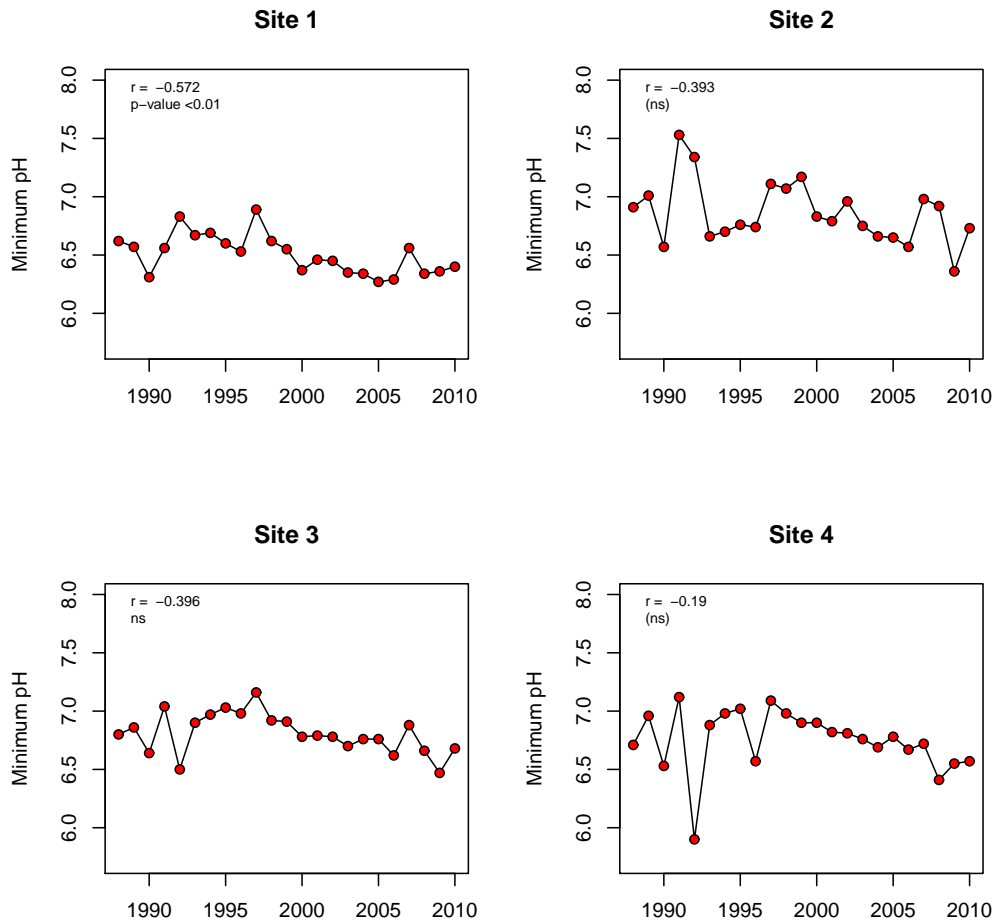 Site 1
r = −0.572
p−value <0.01
Minimum pH
8.0
7.5
7.0
6.5
6.0
1990 1995 2000 2005 2010
Site 2
r = −0.393
(ns)
Minimum pH
8.0
7.5
7.0
6.5
6.0
1990 1995 2000 2005 2010
Site 3
r = −0.396
ns
Minimum pH
8.0
7.5
7.0
6.5
6.0
1990 1995 2000 2005 2010
Site 4
r = −0.19
(ns)
Minimum pH
8.0
7.5
7.0
6.5
6.0
1990 1995 2000 2005 2010